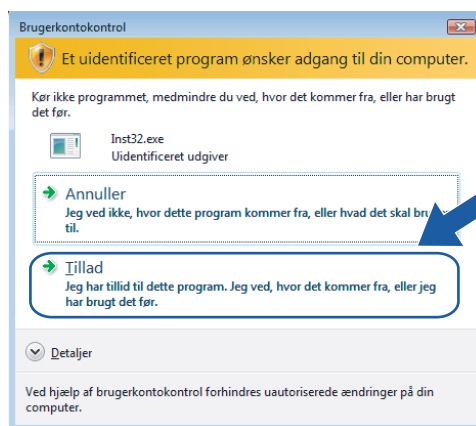 Brugerkontokontrol
Et uidentificeret program ønsker adgang til din computer.
Kør ikke programmet, medmindre du ved, hvor det kommer fra, eller har brugt
det før.
Inst32.exe
Uidentificeret udgiver
Annuller
Jeg ved ikke, hvor dette program kommer fra, eller hvad det skal
til.
Tillad
Jeg har tillid til dette program. Jeg ved, hvor det kommer fra, eller jeg
har brugt det før.
Detaljer
Ved hjælp af brugerkontokontrol forhindres uautoriserede ændringer på din
computer.